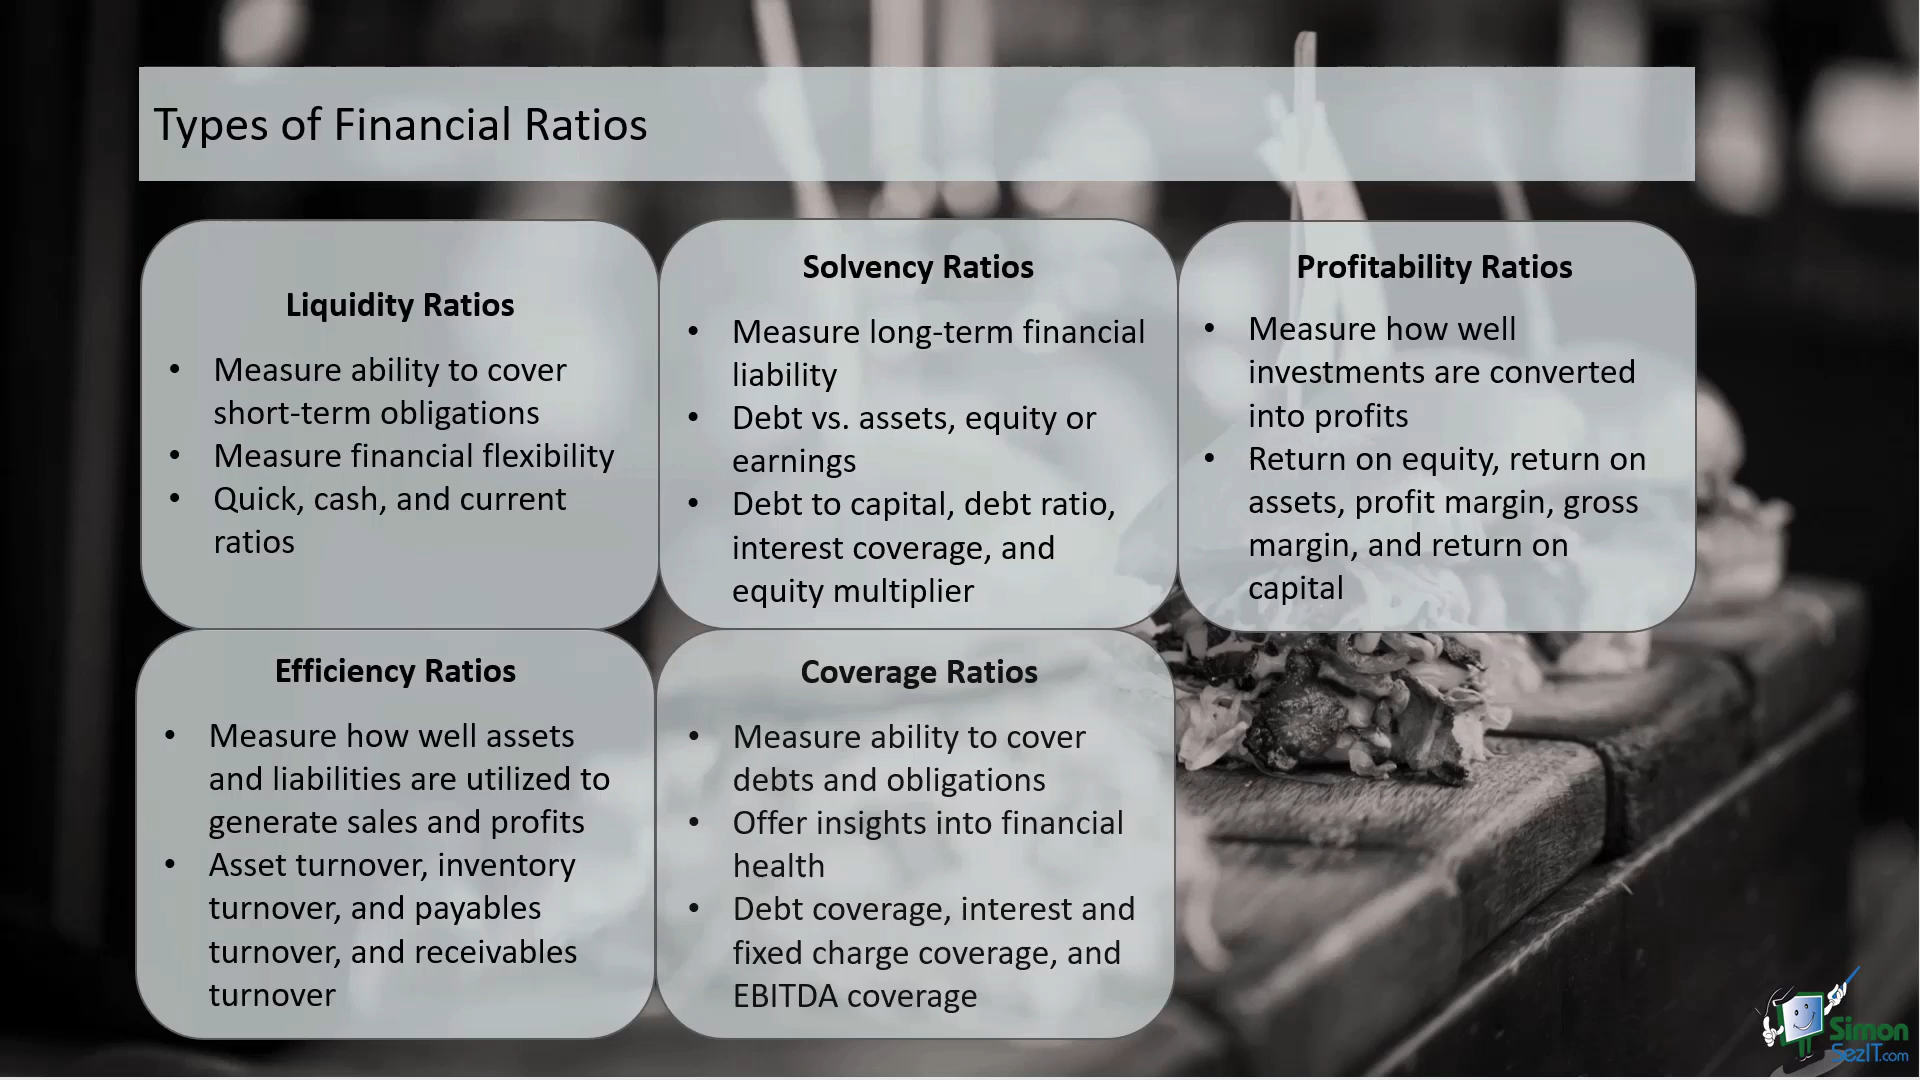 Types of Financial Ratios
Liquidity Ratios
• Measure ability to cover
short-term obligations
• Measure financial flexibility
• Quick, cash, and current
ratios
Solvency Ratios
• Measure long-term financial
liability
• Debt vs. assets, equity or
earnings
• Debt to capital, debt ratio,
interest coverage, and
equity multiplier
Profitability Ratios
• Measure how well
investments are converted
into profits
• Return on equity, return on
assets, profit margin, gross
margin, and return on
capital
Efficiency Ratios
• Measure how well assets
and liabilities are utilized to
generate sales and profits
• Asset turnover, inventory
turnover, and payables
turnover, and receivables
turnover
Coverage Ratios
• Measure ability to cover
debts and obligations
• Offer insights into financial
health
• Debt coverage, interest and
fixed charge coverage, and
EBITDA coverage
Simon
SezIT.com